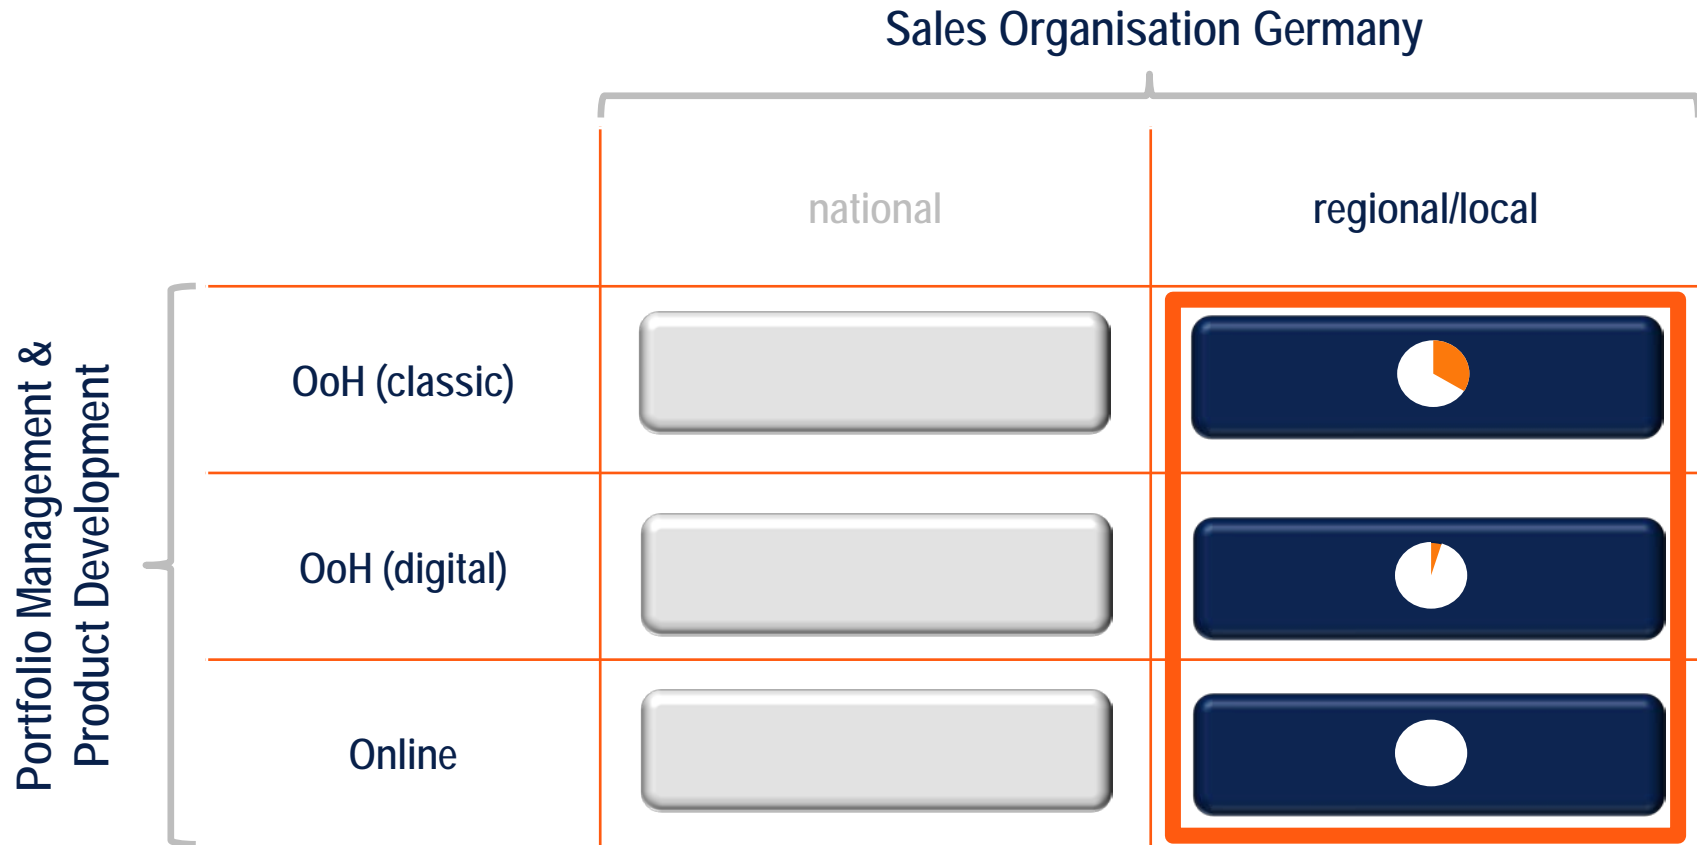 Sales Organisation Germany
national
regional/local
Portfolio Management &
Product Development
OoH (classic)
OoH (digital)
Online